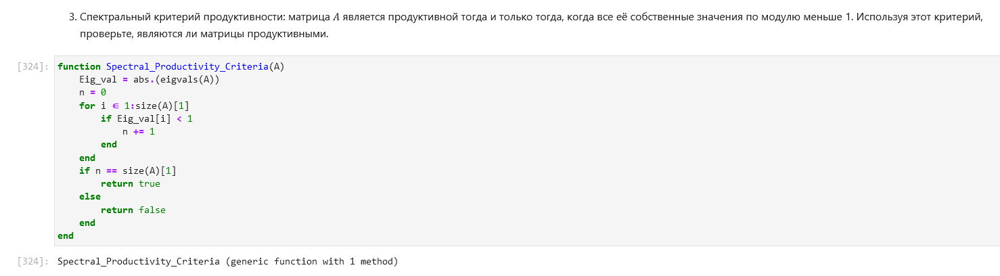 3. Спектральный критерий продуктивности: матрица A является продуктивной тогда и только тогда, когда все её собственные значения по модулю меньше 1. Используя этот критерий,
проверьте, являются ли матрицы продуктивными.
[324]: function Spectral_Productivity_Criteria(A)
    Eig_val = abs.(eigvals(A))
    n = 0
    for i ∈ 1:size(A)[1]
        if Eig_val[i] < 1
            n += 1
        end
    end
    if n == size(A)[1]
        return true
    else
        return false
    end
end
[324]: Spectral_Productivity_Criteria (generic function with 1 method)